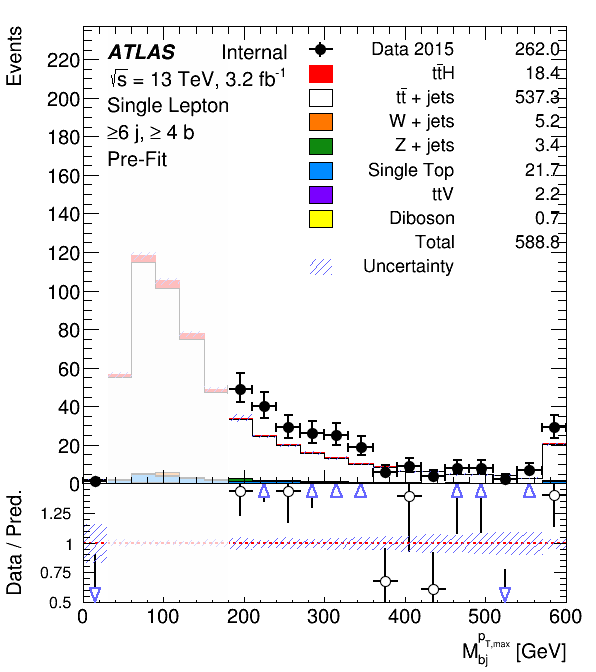 Events
220
200
180
160
140
120
100
80
60
40
20
0
ATLAS Internal
√s = 13 TeV, 3.2 fb⁻¹
Single Lepton
≥6 j, ≥ 4 b
Pre-Fit
Data 2015 262.0
tt̄H 18.4
tt̄ + jets 537.3
W + jets 5.2
Z + jets 3.4
Single Top 21.7
ttV 2.2
Diboson 0.7
Total 588.8
Uncertainty
Data / Pred.
1.25
1
0.75
0.5
0 100 200 300 400 500 600
M_bj^pT,max [GeV]